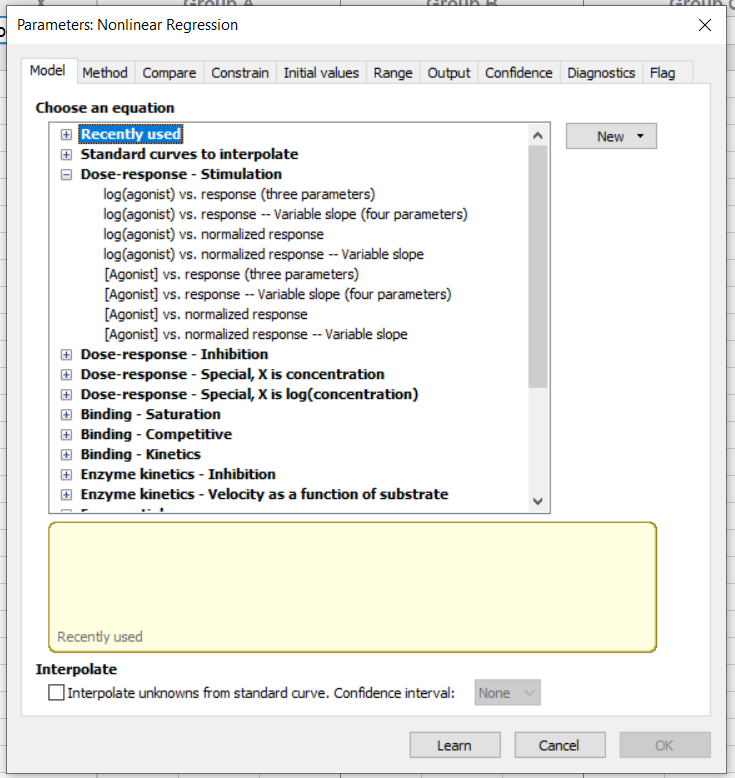 Group A Group B Group C
Parameters: Nonlinear Regression
Model Method Compare Constrain Initial values Range Output Confidence Diagnostics Flag
Choose an equation
Recently used
New
Standard curves to interpolate
Dose-response - Stimulation
log(agonist) vs. response (three parameters)
log(agonist) vs. response -- Variable slope (four parameters)
log(agonist) vs. normalized response
log(agonist) vs. normalized response -- Variable slope
[Agonist] vs. response (three parameters)
[Agonist] vs. response -- Variable slope (four parameters)
[Agonist] vs. normalized response
[Agonist] vs. normalized response -- Variable slope
Dose-response - Inhibition
Dose-response - Special, X is concentration
Dose-response - Special, X is log(concentration)
Binding - Saturation
Binding - Competitive
Binding - Kinetics
Enzyme kinetics - Inhibition
Enzyme kinetics - Velocity as a function of substrate
Recently used
Interpolate
Interpolate unknowns from standard curve. Confidence interval: None
Learn Cancel OK